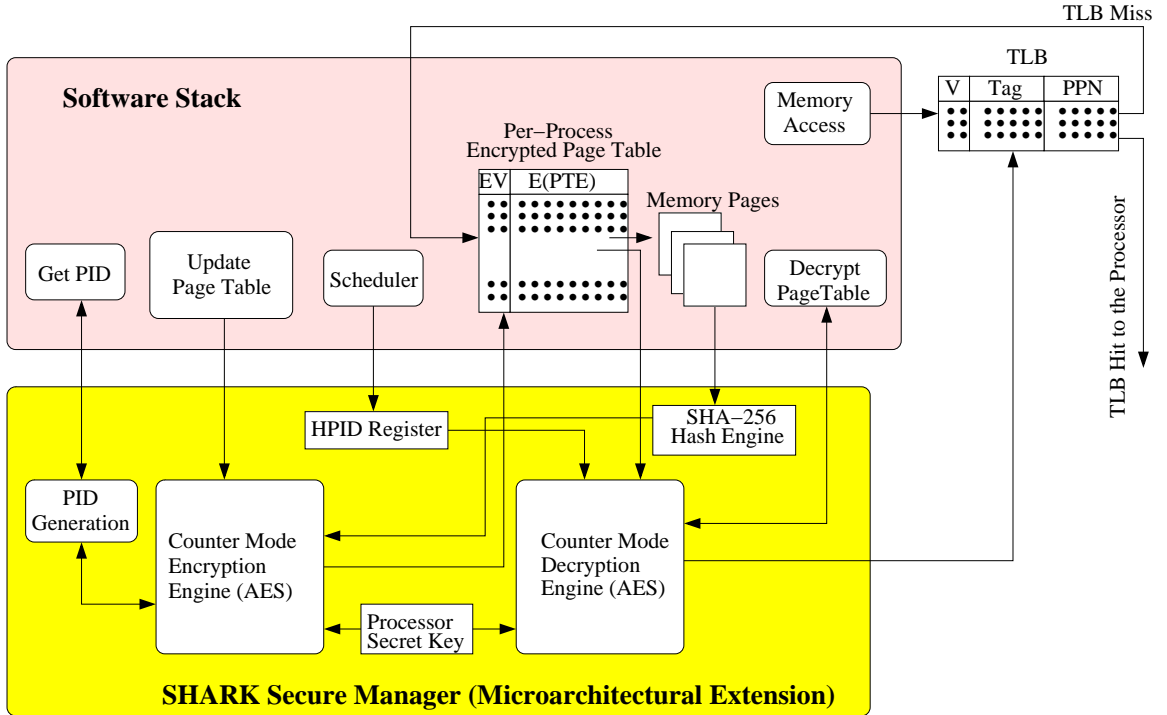 TLB Miss
TLB
V Tag PPN
Software Stack
Memory
Access
Per−Process
Encrypted Page Table
EV E(PTE)
Memory Pages
Get PID
Update
Page Table
Scheduler
Decrypt
PageTable
TLB Hit to the Processor
HPID Register
SHA−256
Hash Engine
PID
Generation
Counter Mode
Encryption
Engine (AES)
Counter Mode
Decryption
Engine (AES)
Processor
Secret Key
SHARK Secure Manager (Microarchitectural Extension)